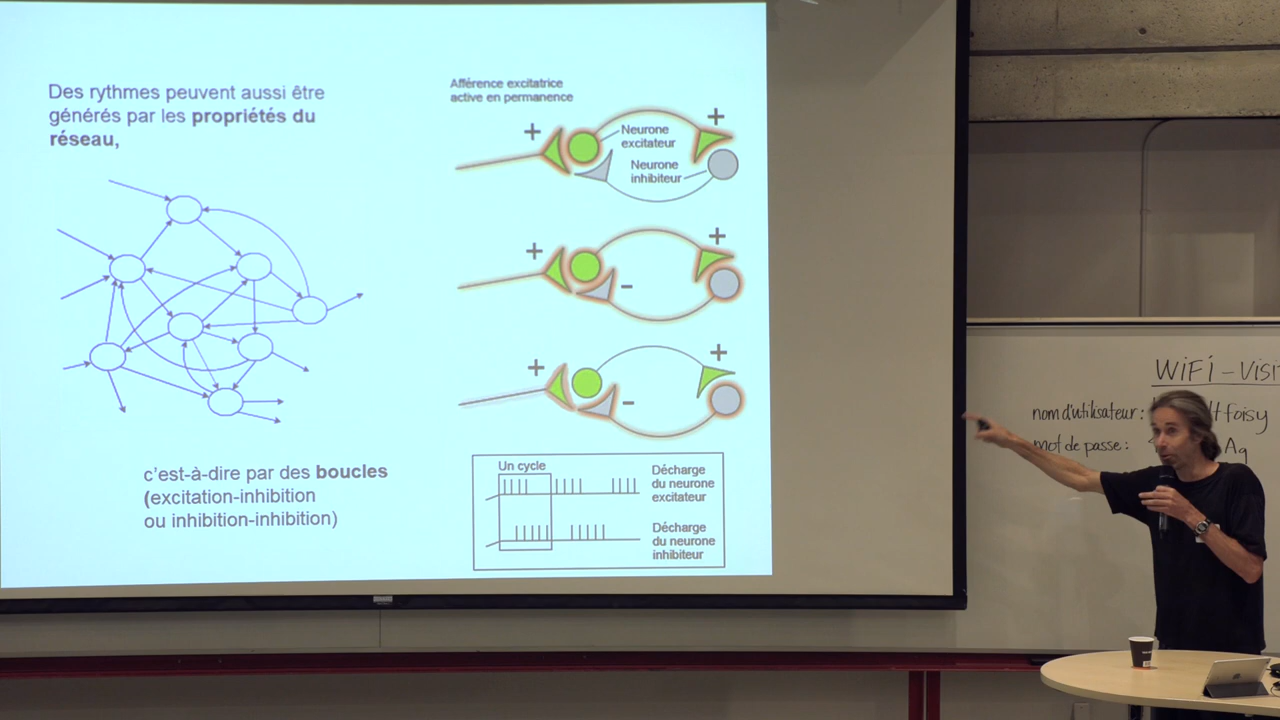 Des rythmes peuvent aussi être
générés par les propriétés du
réseau,
c'est-à-dire par des boucles
(excitation-inhibition
ou inhibition-inhibition)
Afférence excitatrice
active en permanence
+
+
Neurone
excitateur
Neurone
inhibiteur
+
+
-
+
+
-
Un cycle
Décharge
du neurone
excitateur
Décharge
du neurone
inhibiteur
WiFi - VISI
nom d'utilisateur : foisy
mot de passe : Ag